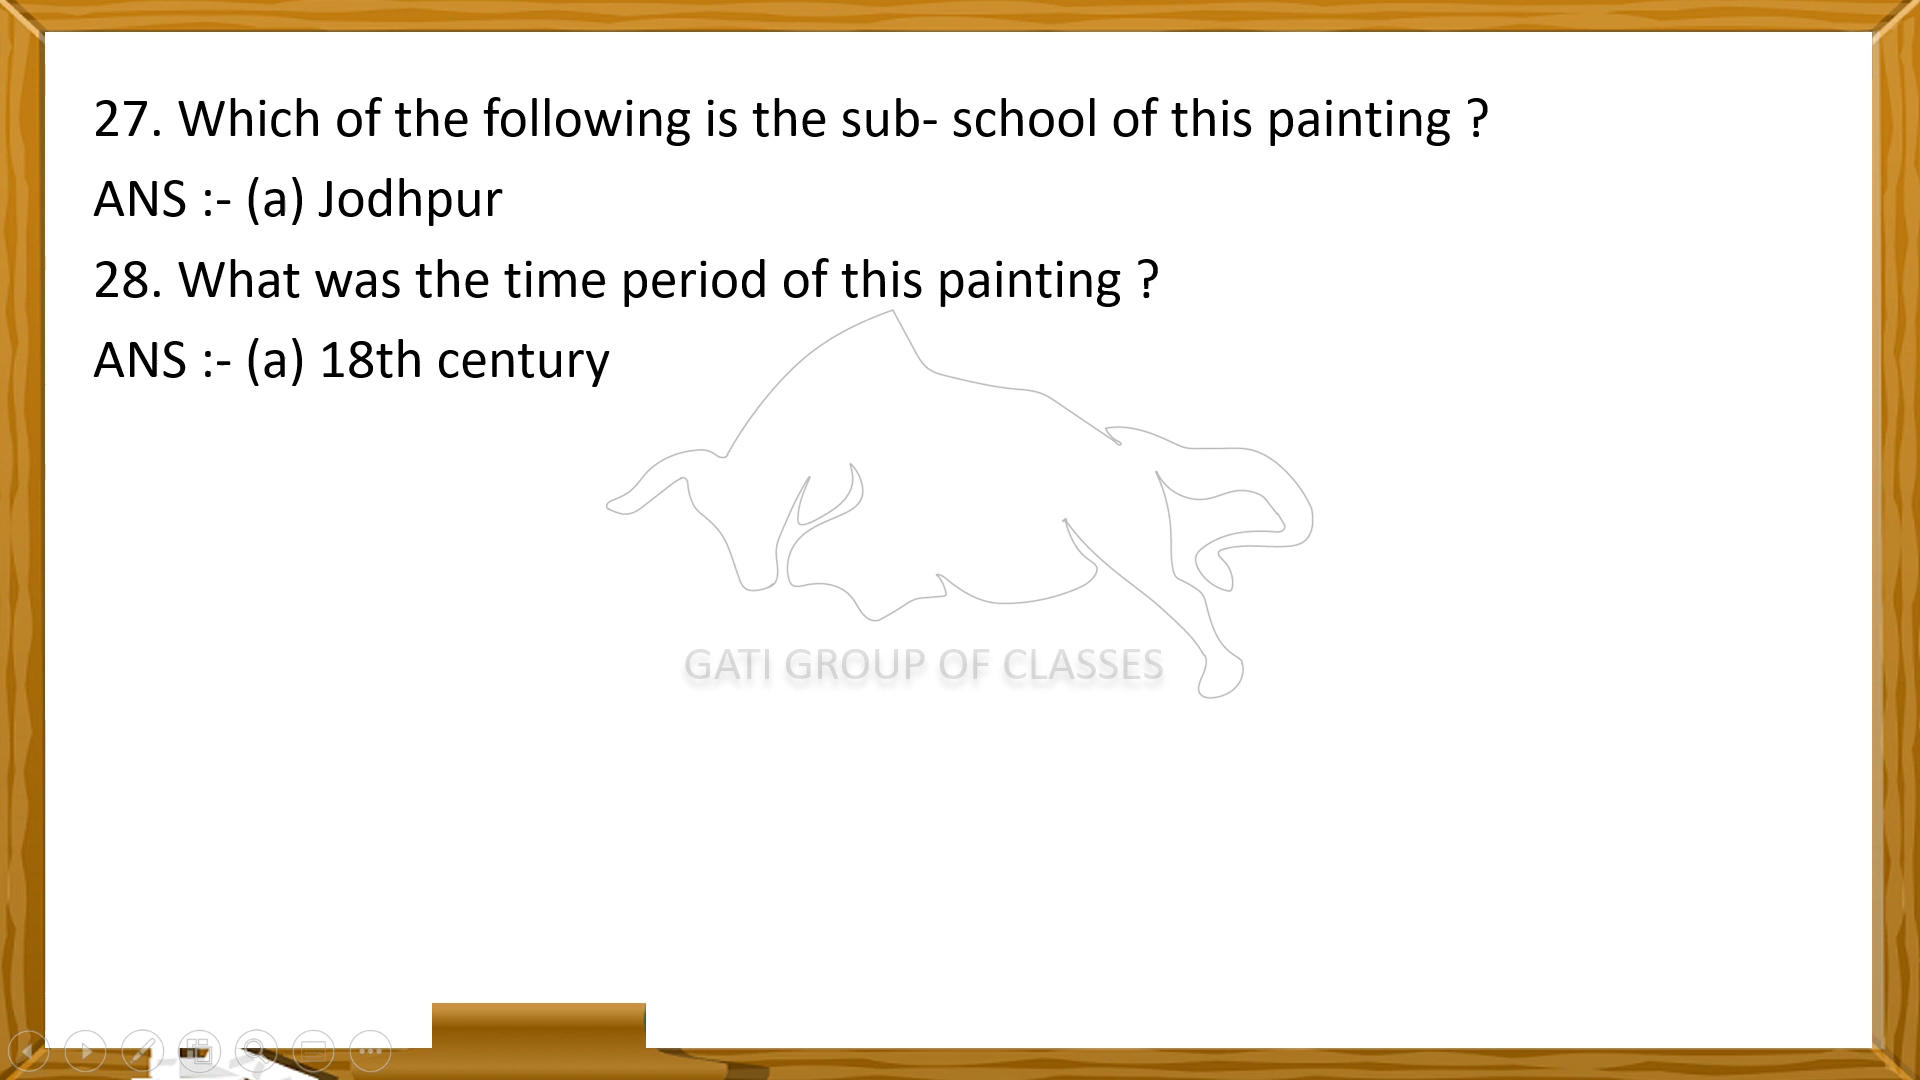 27. Which of the following is the sub- school of this painting ?
ANS :- (a) Jodhpur
28. What was the time period of this painting ?
ANS :- (a) 18th century
GATI GROUP OF CLASSES